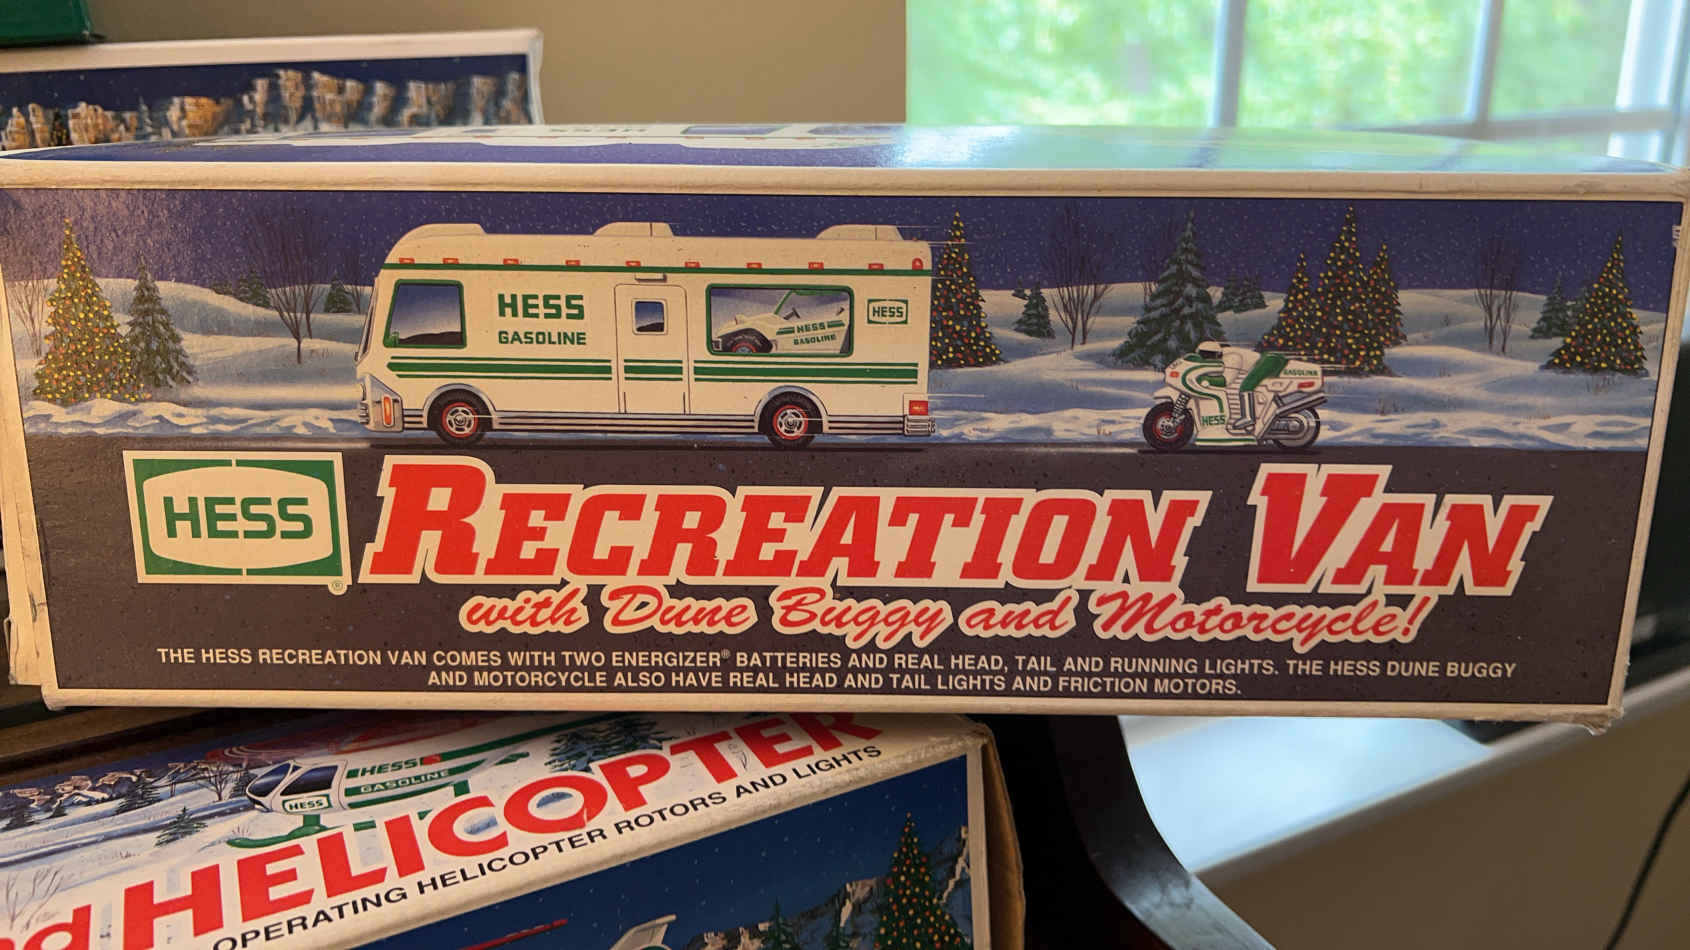 HESS
GASOLINE
HESS
HESS
GASOLINE
GASOLINE
HESS
HESS
®
RECREATION VAN
with Dune Buggy and Motorcycle!
THE HESS RECREATION VAN COMES WITH TWO ENERGIZER® BATTERIES AND REAL HEAD, TAIL AND RUNNING LIGHTS. THE HESS DUNE BUGGY
AND MOTORCYCLE ALSO HAVE REAL HEAD AND TAIL LIGHTS AND FRICTION MOTORS.
HESS
GASOLINE
HESS
HELICOPTER
OPERATING HELICOPTER ROTORS AND LIGHTS